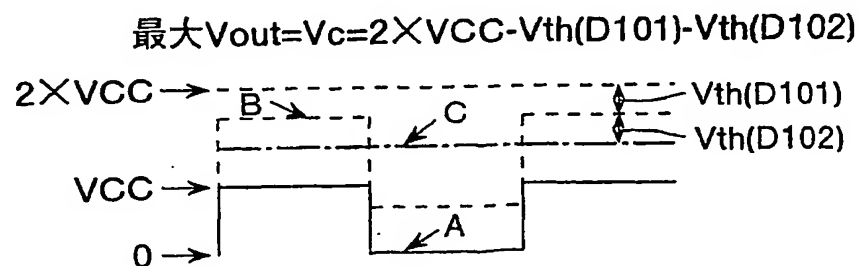 最大Vout=Vc=2×VCC-Vth(D101)-Vth(D102)
2×VCC
B
C
Vth(D101)
Vth(D102)
VCC
A
0